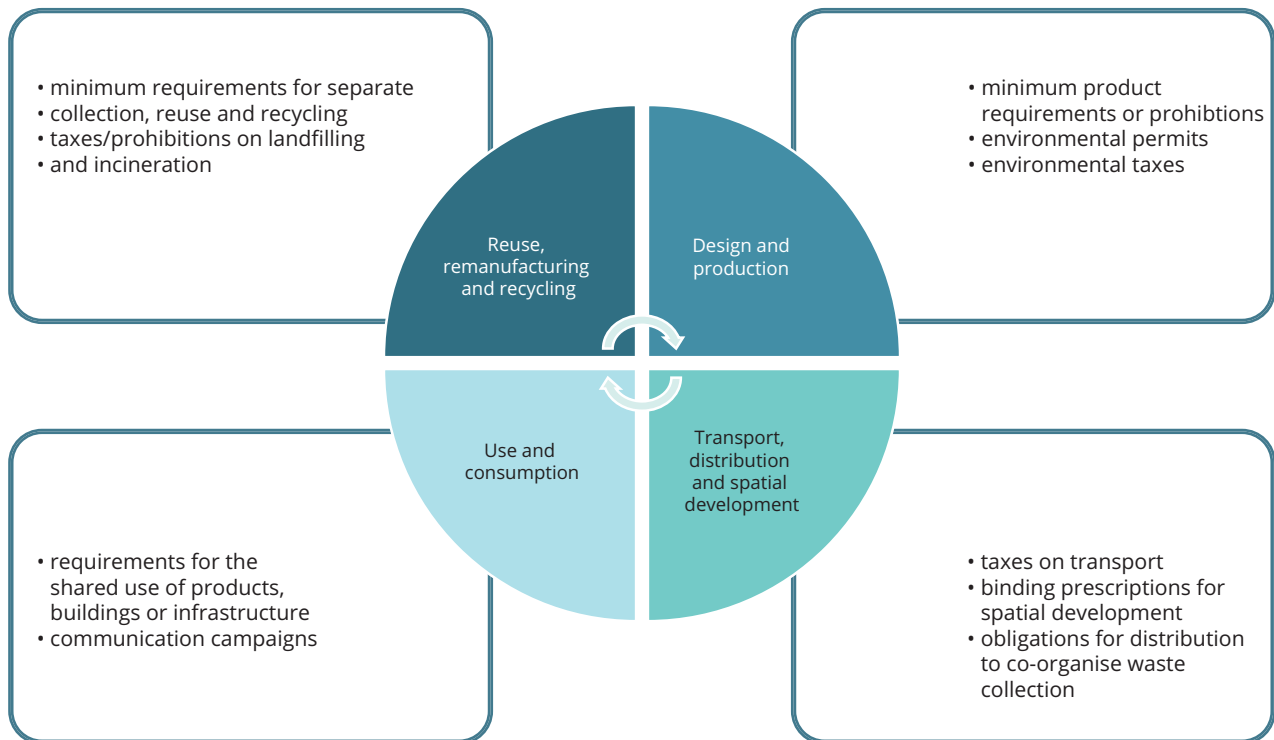 • minimum requirements for separate
• collection, reuse and recycling
• taxes/prohibitions on landfilling
• and incineration
• minimum product
requirements or prohibtions
• environmental permits
• environmental taxes
Reuse,
remanufacturing
and recycling
Design and
production
Use and
consumption
Transport,
distribution
and spatial
development
• requirements for the
shared use of products,
buildings or infrastructure
• communication campaigns
• taxes on transport
• binding prescriptions for
spatial development
• obligations for distribution
to co-organise waste
collection